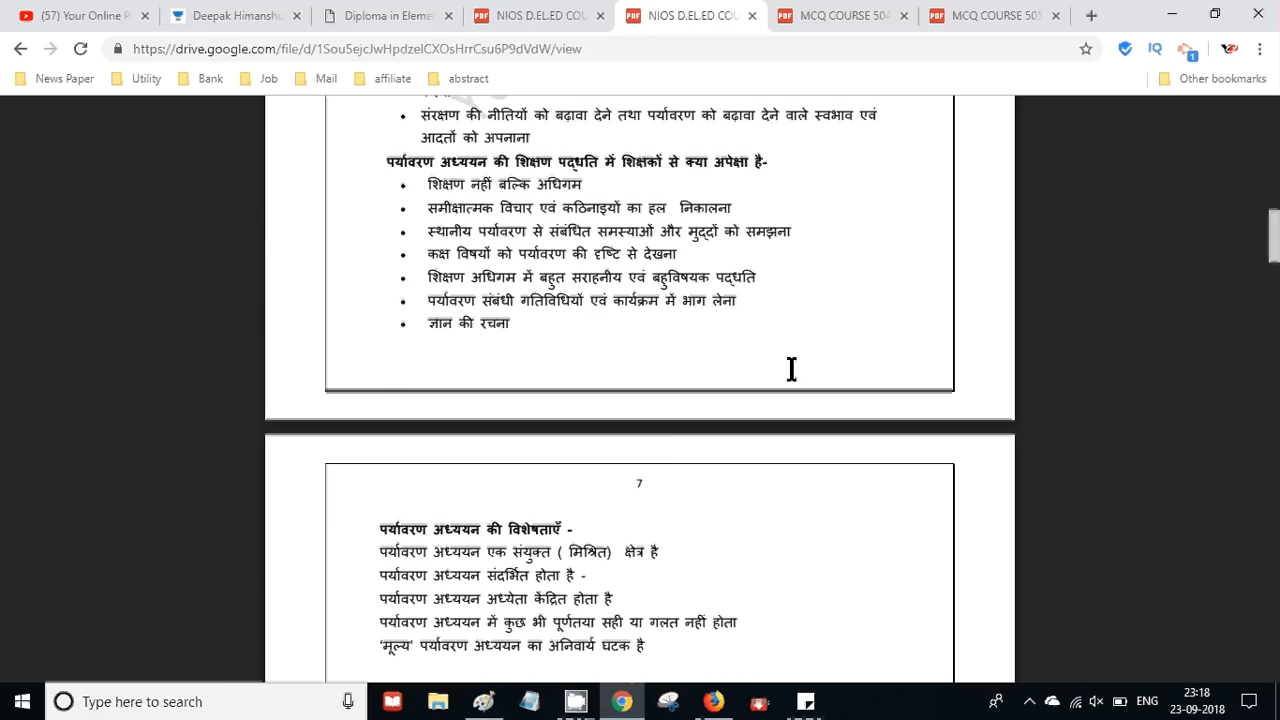 (57) Your Online P
Deepak Himanshu
Diploma in Elemen
NIOS D.EL.ED COU
NIOS D.EL.ED COU
MCQ COURSE 504
MCQ COURSE 505
https://drive.google.com/file/d/1Sou5ejcJwHpdzelCXOsHrrCsu6P9dVdW/view
News Paper
Utility
Bank
Job
Mail
affiliate
abstract
Other bookmarks
• संरक्षण की नीतियों को बढ़ावा देने तथा पर्यावरण को बढ़ावा देने वाले स्वभाव एवं
आदतों को अपनाना
पर्यावरण अध्ययन की शिक्षण पद्धति में शिक्षकों से क्या अपेक्षा है-
• शिक्षण नहीं बल्कि अधिगम
• समीक्षात्मक विचार एवं कठिनाइयों का हल निकालना
• स्थानीय पर्यावरण से संबंधित समस्याओं और मुद्दों को समझना
• कक्ष विषयों को पर्यावरण की दृष्टि से देखना
• शिक्षण अधिगम में बहुत सराहनीय एवं बहुविषयक पद्धति
• पर्यावरण संबंधी गतिविधियों एवं कार्यक्रम में भाग लेना
• ज्ञान की रचना
7
पर्यावरण अध्ययन की विशेषताएँ -
पर्यावरण अध्ययन एक संयुक्त ( मिश्रित) क्षेत्र है
पर्यावरण अध्ययन संदर्भित होता है -
पर्यावरण अध्ययन अध्येता केंद्रित होता है
पर्यावरण अध्ययन में कुछ भी पूर्णतया सही या गलत नहीं होता
'मूल्य' पर्यावरण अध्ययन का अनिवार्य घटक है
Type here to search
ENG
23:18
23-09-2018